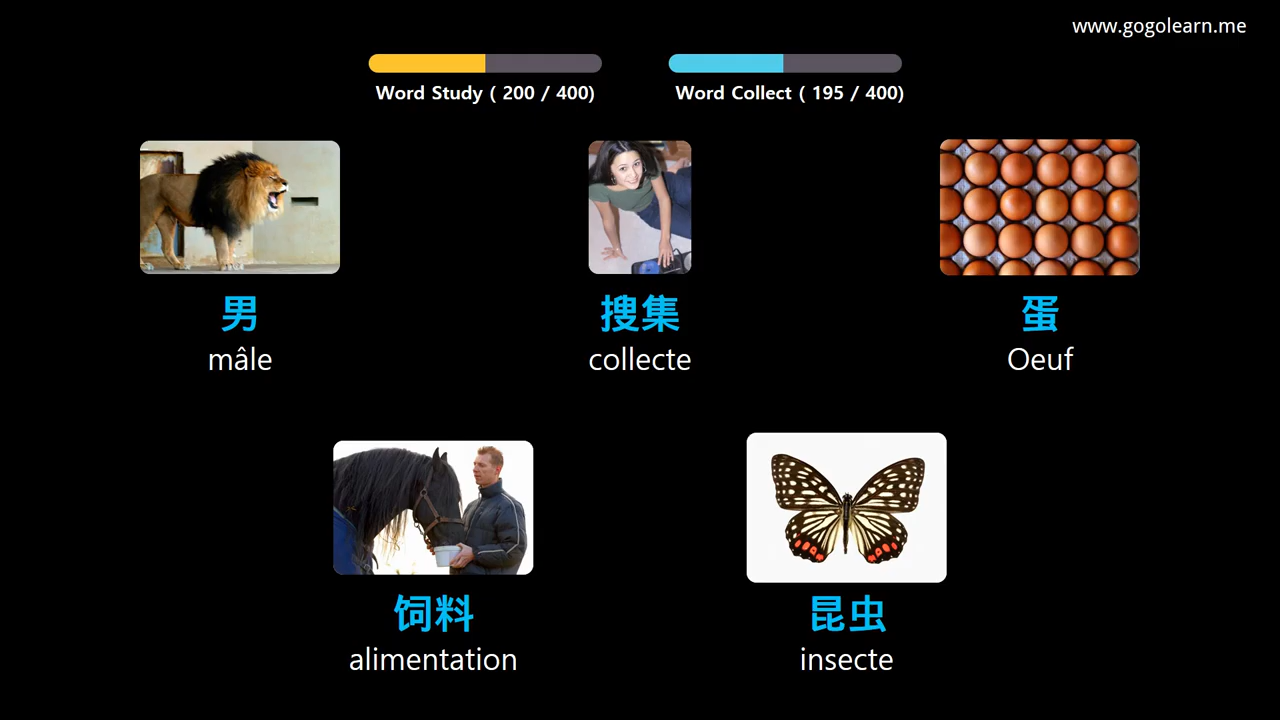 www.gogolearn.me
Word Study ( 200 / 400)
Word Collect ( 195 / 400)
男
mâle
搜集
collecte
蛋
Oeuf
饲料
alimentation
昆虫
insecte